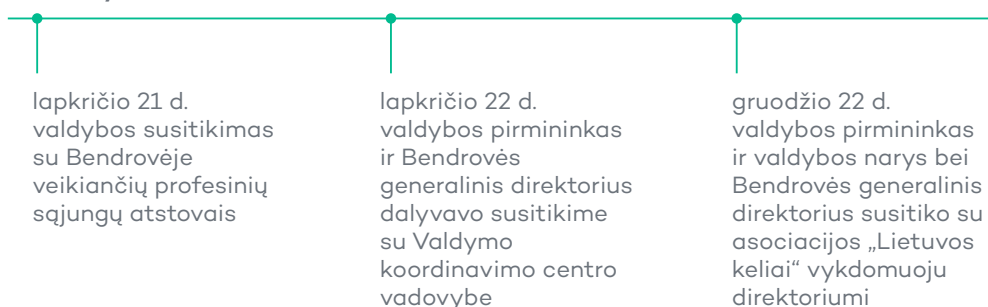 lapkričio 21 d.
valdybos susitikimas
su Bendrovėje
veikiančių profesinių
sąjungų atstovais
lapkričio 22 d.
valdybos pirmininkas
ir Bendrovės
generalinis direktorius
dalyvavo susitikime
su Valdymo
koordinavimo centro
vadovybe
gruodžio 22 d.
valdybos pirmininkas
ir valdybos narys bei
Bendrovės generalinis
direktorius susitiko su
asociacijos „Lietuvos
keliai“ vykdomuoju
direktoriumi